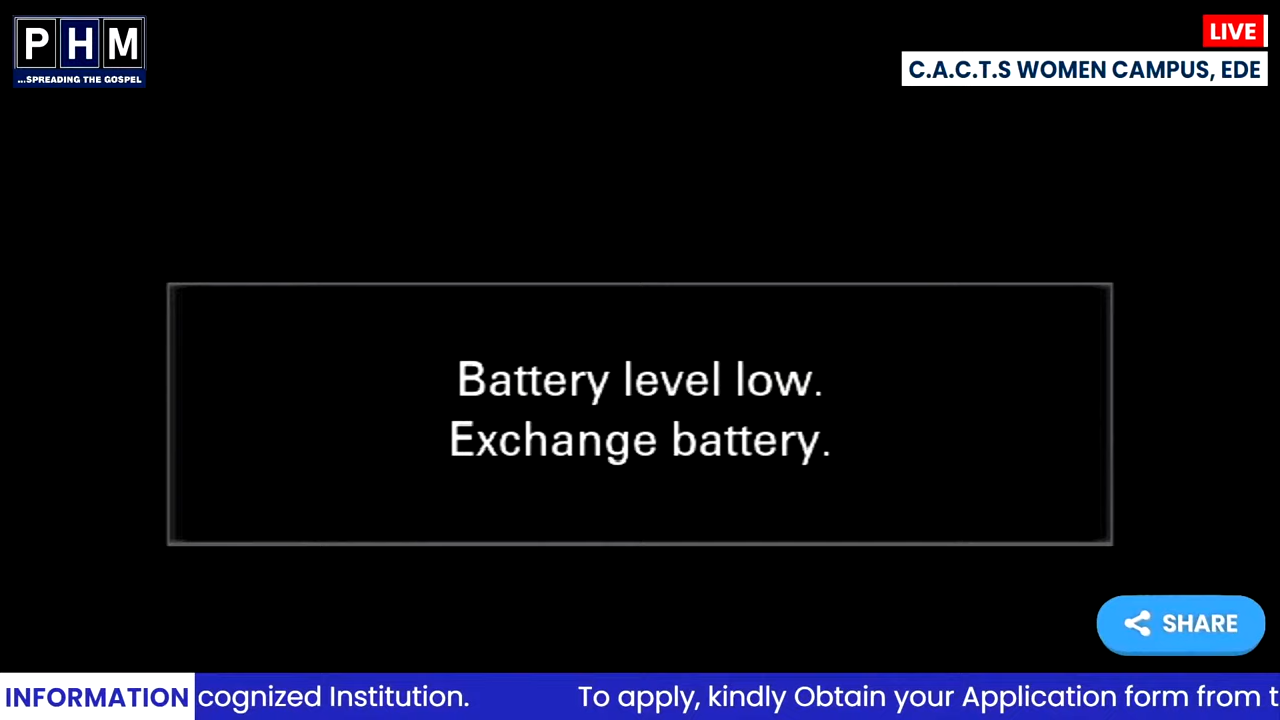 PHM
...SPREADING THE GOSPEL
LIVE
C.A.C.T.S WOMEN CAMPUS, EDE
Battery level low.
Exchange battery.
SHARE
INFORMATION cognized Institution. To apply, kindly Obtain your Application form from t